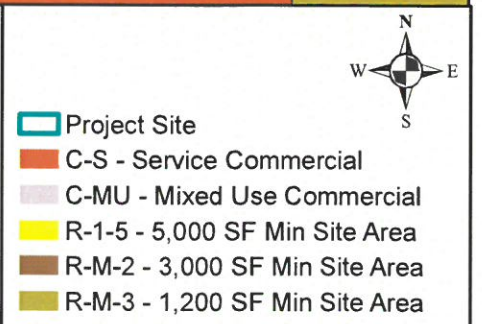 N
W E
S
Project Site
C-S - Service Commercial
C-MU - Mixed Use Commercial
R-1-5 - 5,000 SF Min Site Area
R-M-2 - 3,000 SF Min Site Area
R-M-3 - 1,200 SF Min Site Area